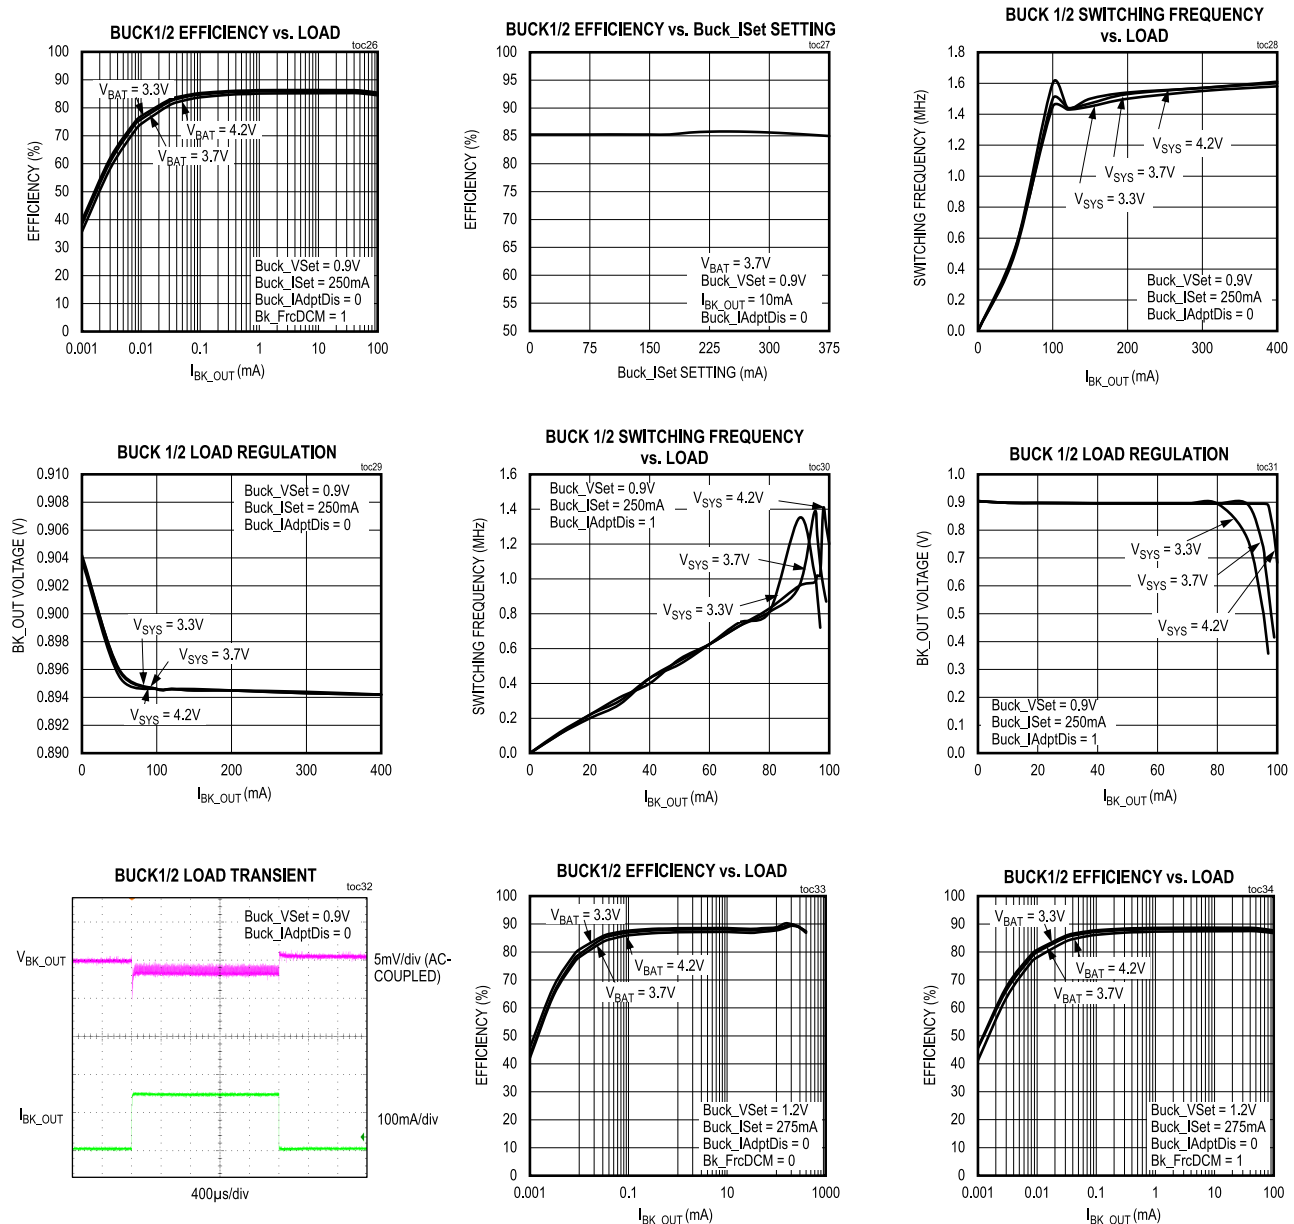 BUCK1/2 EFFICIENCY vs. LOAD
toc26
100
90
80
70
60
50
40
30
20
10
0
EFFICIENCY (%)
VBAT = 3.3V
VBAT = 4.2V
VBAT = 3.7V
Buck_VSet = 0.9V
Buck_ISet = 250mA
Buck_IAdptDis = 0
Bk_FrcDCM = 1
0.001 0.01 0.1 1 10 100
IBK_OUT (mA)
BUCK1/2 EFFICIENCY vs. Buck_ISet SETTING
toc27
100
95
90
85
80
75
70
65
60
55
50
EFFICIENCY (%)
VBAT = 3.7V
Buck_VSet = 0.9V
IBK_OUT = 10mA
Buck_IAdptDis = 0
0 75 150 225 300 375
Buck_ISet SETTING (mA)
BUCK 1/2 SWITCHING FREQUENCY
vs. LOAD
toc28
1.8
1.6
1.4
1.2
1.0
0.8
0.6
0.4
0.2
0.0
SWITCHING FREQUENCY (MHz)
VSYS = 4.2V
VSYS = 3.7V
VSYS = 3.3V
Buck_VSet = 0.9V
Buck_ISet = 250mA
Buck_IAdptDis = 0
0 100 200 300 400
IBK_OUT (mA)
BUCK 1/2 LOAD REGULATION
toc29
0.910
0.908
0.906
0.904
0.902
0.900
0.898
0.896
0.894
0.892
0.890
BK_OUT VOLTAGE (V)
Buck_VSet = 0.9V
Buck_ISet = 250mA
Buck_IAdptDis = 0
VSYS = 3.3V
VSYS = 3.7V
VSYS = 4.2V
0 100 200 300 400
IBK_OUT (mA)
BUCK 1/2 SWITCHING FREQUENCY
vs. LOAD
toc30
1.6
1.4
1.2
1.0
0.8
0.6
0.4
0.2
0.0
SWITCHING FREQUENCY (MHz)
Buck_VSet = 0.9V
Buck_ISet = 250mA
Buck_IAdptDis = 1
VSYS = 4.2V
VSYS = 3.7V
VSYS = 3.3V
0 20 40 60 80 100
IBK_OUT (mA)
BUCK 1/2 LOAD REGULATION
toc31
1.0
0.9
0.8
0.7
0.6
0.5
0.4
0.3
0.2
0.1
0.0
BK_OUT VOLTAGE (V)
VSYS = 3.3V
VSYS = 3.7V
VSYS = 4.2V
Buck_VSet = 0.9V
Buck_ISet = 250mA
Buck_IAdptDis = 1
0 20 40 60 80 100
IBK_OUT (mA)
BUCK1/2 LOAD TRANSIENT
toc32
Buck_VSet = 0.9V
Buck_IAdptDis = 0
VBK_OUT
5mV/div (AC-
COUPLED)
IBK_OUT
100mA/div
400µs/div
BUCK1/2 EFFICIENCY vs. LOAD
toc33
100
90
80
70
60
50
40
30
20
10
0
EFFICIENCY (%)
VBAT = 3.3V
VBAT = 4.2V
VBAT = 3.7V
Buck_VSet = 1.2V
Buck_ISet = 275mA
Buck_IAdptDis = 0
Bk_FrcDCM = 0
0.001 0.1 10 1000
IBK_OUT (mA)
BUCK1/2 EFFICIENCY vs. LOAD
toc34
100
90
80
70
60
50
40
30
20
10
0
EFFICIENCY (%)
VBAT = 3.3V
VBAT = 4.2V
VBAT = 3.7V
Buck_VSet = 1.2V
Buck_ISet = 275mA
Buck_IAdptDis = 0
Bk_FrcDCM = 1
0.001 0.01 0.1 1 10 100
IBK_OUT (mA)